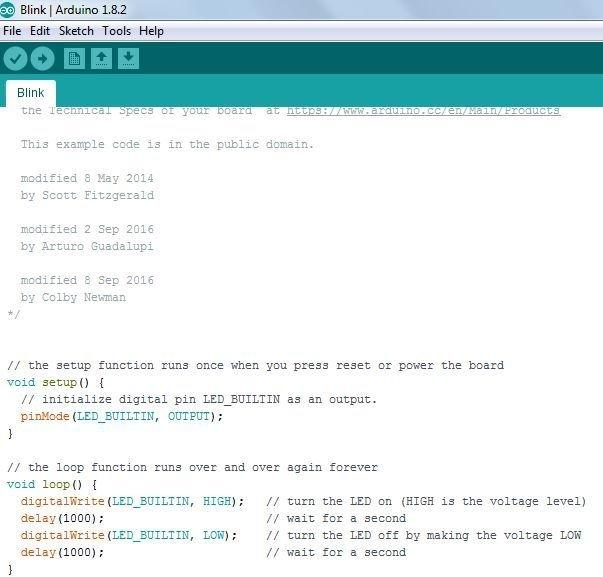 Blink | Arduino 1.8.2
File Edit Sketch Tools Help
Blink
the Technical Specs of your board at https://www.arduino.cc/en/Main/Products
This example code is in the public domain.
modified 8 May 2014
by Scott Fitzgerald
modified 2 Sep 2016
by Arturo Guadalupi
modified 8 Sep 2016
by Colby Newman
*/
// the setup function runs once when you press reset or power the board
void setup() {
  // initialize digital pin LED_BUILTIN as an output.
  pinMode(LED_BUILTIN, OUTPUT);
}
// the loop function runs over and over again forever
void loop() {
  digitalWrite(LED_BUILTIN, HIGH);   // turn the LED on (HIGH is the voltage level)
  delay(1000);                       // wait for a second
  digitalWrite(LED_BUILTIN, LOW);    // turn the LED off by making the voltage LOW
  delay(1000);                       // wait for a second
}